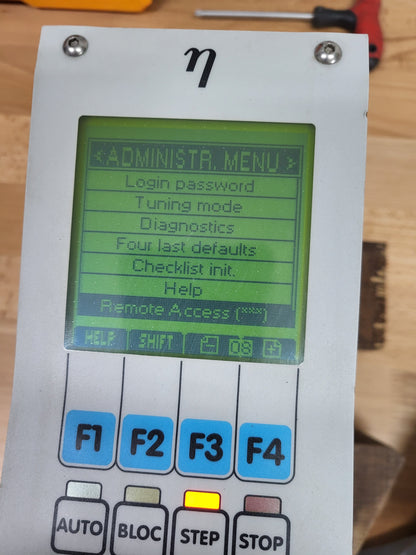 η
<ADMINISTR. MENU >
Login password
Tuning mode
Diagnostics
Four last defaults
Checklist init.
Help
Remote Access (***)
HELP SHIFT 08
F1 F2 F3 F4
AUTO BLOC STEP STOP